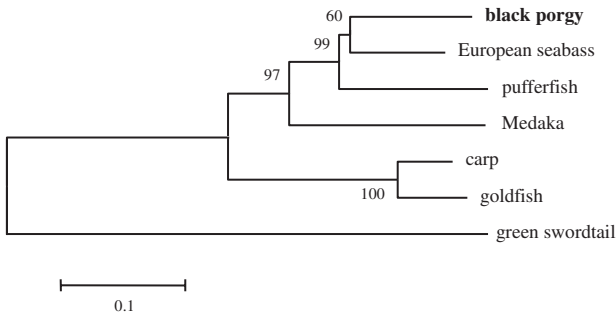 60
black porgy
European seabass
99
pufferfish
97
Medaka
carp
100
goldfish
green swordtail
0.1